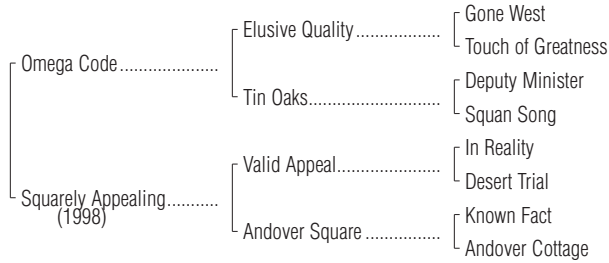 Gone West
Elusive Quality..................
Touch of Greatness
Omega Code.....................
Deputy Minister
Tin Oaks............................
Squan Song
In Reality
Valid Appeal......................
Desert Trial
Squarely Appealing...........
(1998)
Known Fact
Andover Square................
Andover Cottage